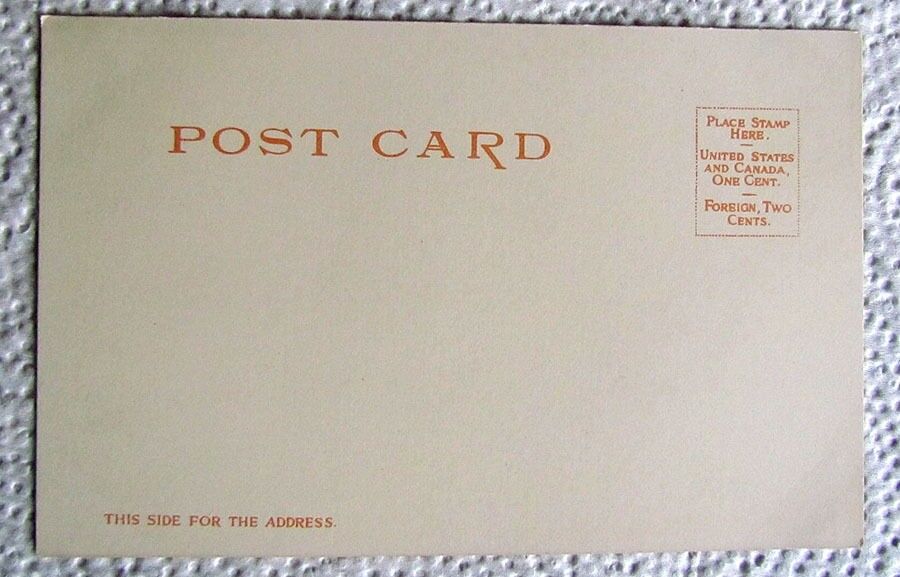 POST CARD
PLACE STAMP
HERE.
UNITED STATES
AND CANADA,
ONE CENT.
FOREIGN, TWO
CENTS.
THIS SIDE FOR THE ADDRESS.